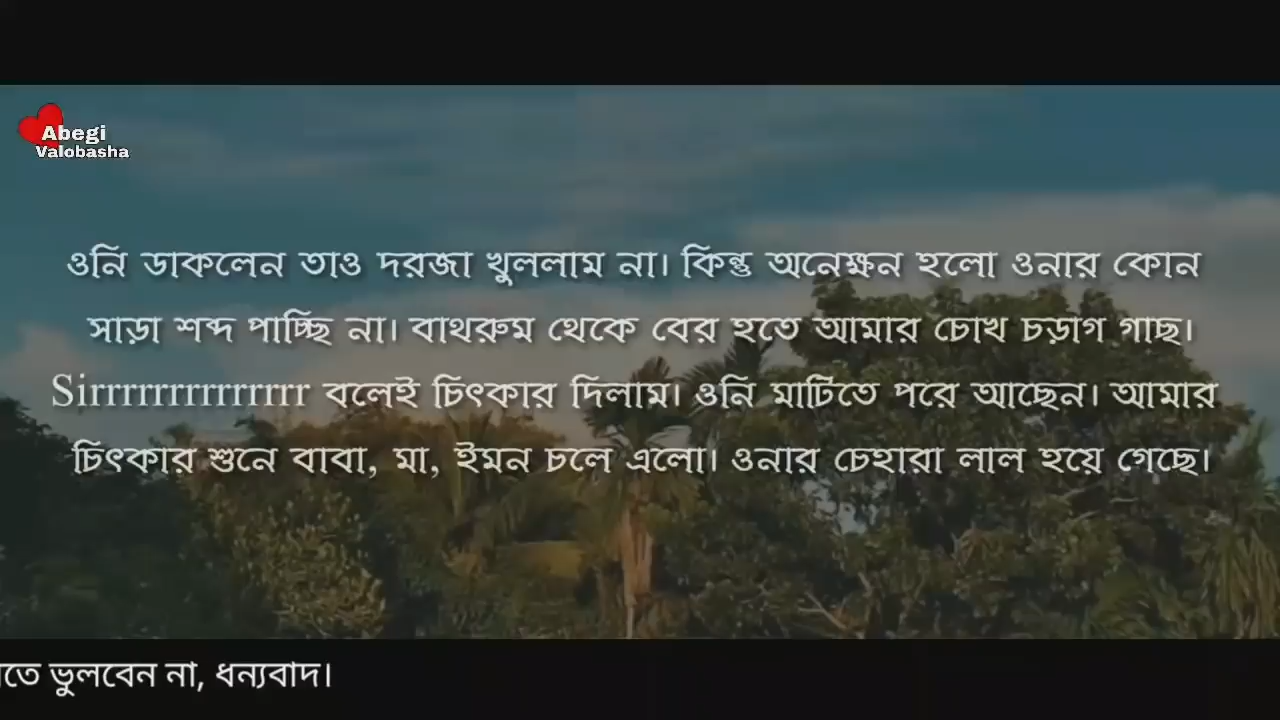 Abegi
Valobasha
ওনি ডাকলেন তাও দরজা খুললাম না। কিন্তু অনেক্ষন হলো ওনার কোন
সাড়া শব্দ পাচ্ছি না। বাথরুম থেকে বের হতে আমার চোখ চড়াগ গাছ।
Sirrrrrrrrrrrrrrr বলেই চিৎকার দিলাম। ওনি মাটিতে পরে আছেন। আমার
চিৎকার শুনে বাবা, মা, ইমন চলে এলো। ওনার চেহারা লাল হয়ে গেছে।
ভুলবেন না, ধন্যবাদ।